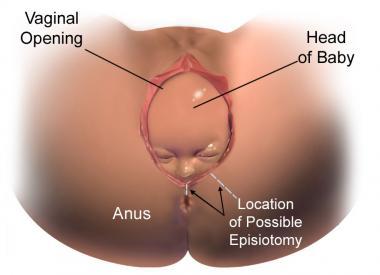 Vaginal
Opening
Head
of Baby
Anus
Location
of Possible
Episiotomy